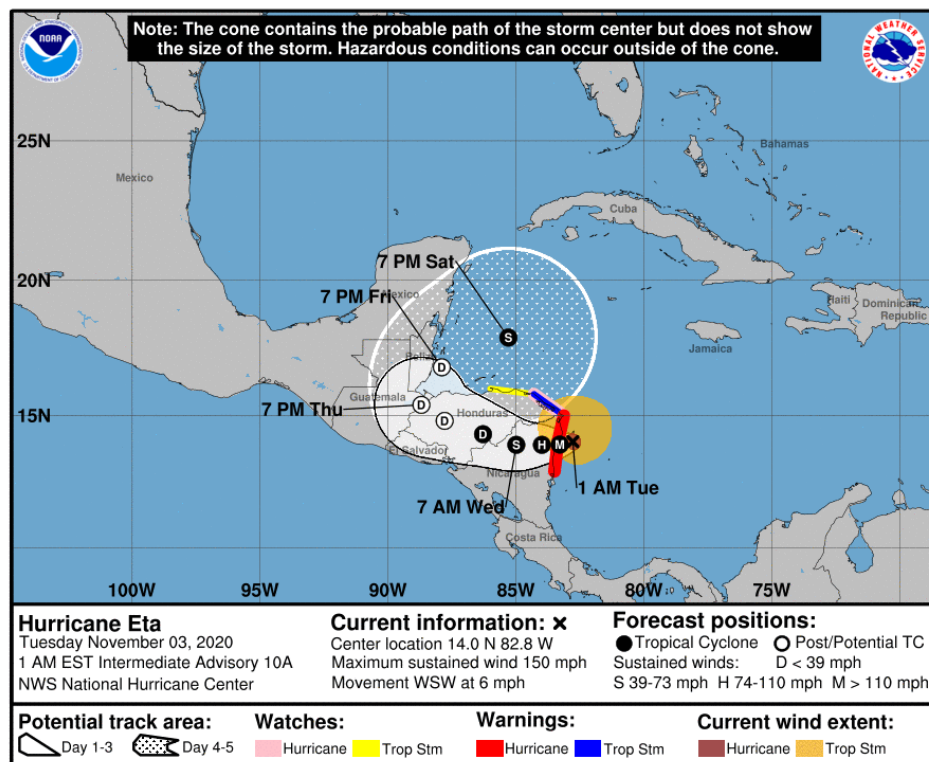 Note: The cone contains the probable path of the storm center but does not show
the size of the storm. Hazardous conditions can occur outside of the cone.
NOAA
NATIONAL WEATHER SERVICE
25N
20N
15N
100W
95W
90W
85W
80W
75W
Mexico
Bahamas
Cuba
7 PM Sat
Mexico
7 PM Fri
Haiti
Dominican
Republic
Jamaica
S
D
Guatemala
7 PM Thu
D
D
Honduras
D
S
H
M
El Salvador
Nicaragua
1 AM Tue
7 AM Wed
Costa Rica
Hurricane Eta
Tuesday November 03, 2020
1 AM EST Intermediate Advisory 10A
NWS National Hurricane Center
Current information: ×
Center location 14.0 N 82.8 W
Maximum sustained wind 150 mph
Movement WSW at 6 mph
Forecast positions:
Tropical Cyclone Post/Potential TC
Sustained winds: D < 39 mph
S 39-73 mph H 74-110 mph M > 110 mph
Potential track area:
Day 1-3 Day 4-5
Watches:
Hurricane Trop Stm
Warnings:
Hurricane Trop Stm
Current wind extent:
Hurricane Trop Stm